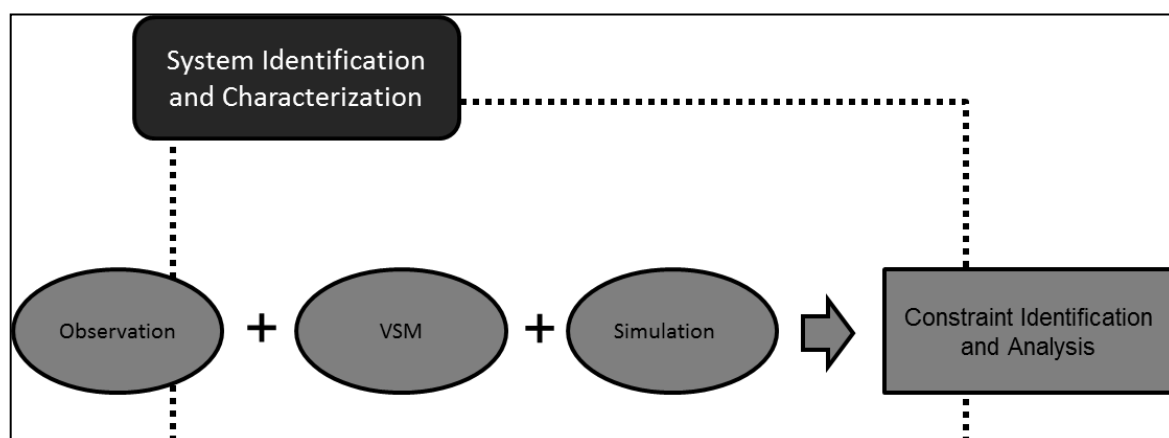 System Identification
and Characterization
Observation
+
VSM
+
Simulation
Constraint Identification
and Analysis